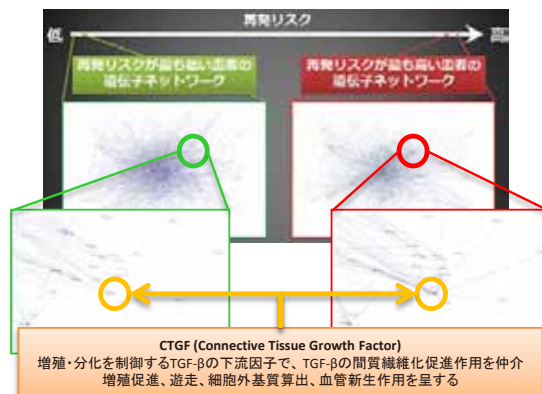 再発リスク
低
高
再発リスクが最も低い患者の
遺伝子ネットワーク
再発リスクが最も高い患者の
遺伝子ネットワーク
CTGF (Connective Tissue Growth Factor)
増殖・分化を制御するTGF-βの下流因子で、TGF-βの間質繊維化促進作用を仲介
増殖促進、遊走、細胞外基質算出、血管新生作用を呈する